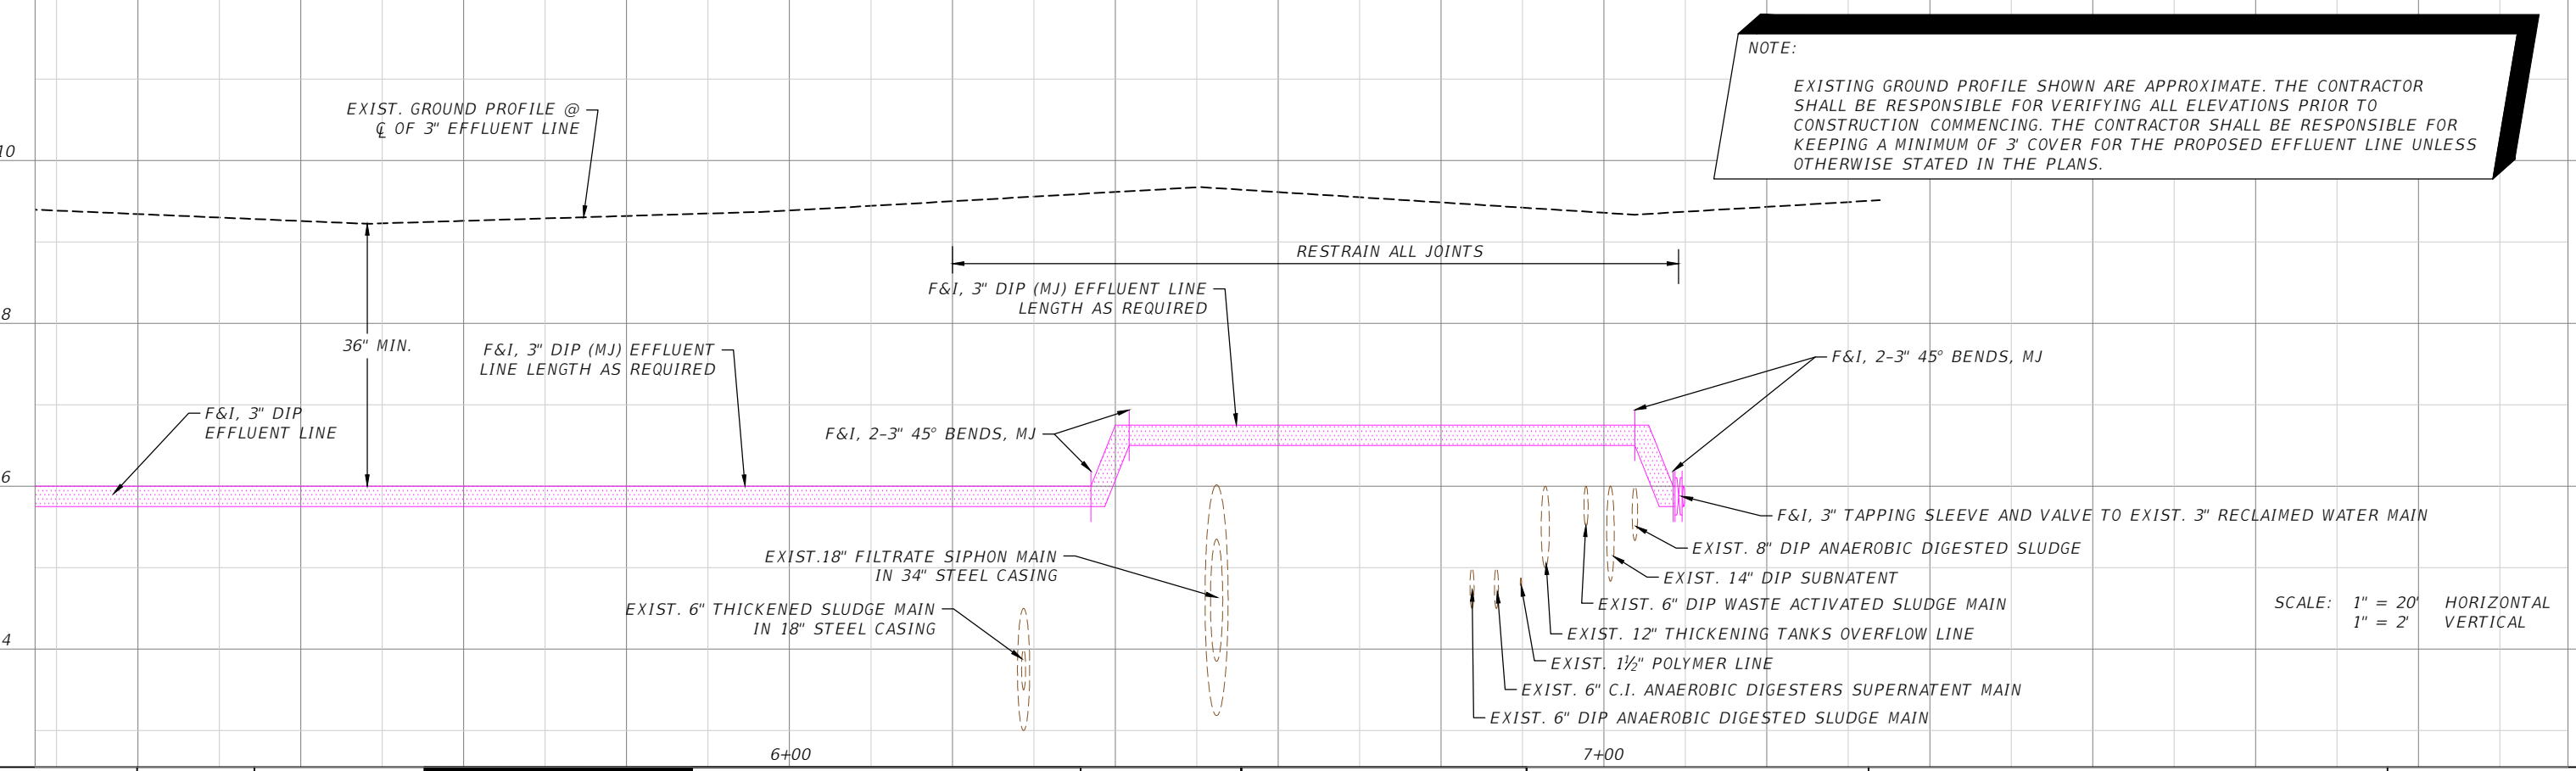 NOTE:
EXISTING GROUND PROFILE SHOWN ARE APPROXIMATE. THE CONTRACTOR
SHALL BE RESPONSIBLE FOR VERIFYING ALL ELEVATIONS PRIOR TO
CONSTRUCTION COMMENCING. THE CONTRACTOR SHALL BE RESPONSIBLE FOR
KEEPING A MINIMUM OF 3' COVER FOR THE PROPOSED EFFLUENT LINE UNLESS
OTHERWISE STATED IN THE PLANS.
EXIST. GROUND PROFILE @
℄ OF 3" EFFLUENT LINE
10
RESTRAIN ALL JOINTS
F&I, 3" DIP (MJ) EFFLUENT LINE
LENGTH AS REQUIRED
8
36" MIN.
F&I, 3" DIP (MJ) EFFLUENT
LINE LENGTH AS REQUIRED
F&I, 2-3" 45° BENDS, MJ
F&I, 3" DIP
EFFLUENT LINE
F&I, 2-3" 45° BENDS, MJ
6
F&I, 3" TAPPING SLEEVE AND VALVE TO EXIST. 3" RECLAIMED WATER MAIN
EXIST. 8" DIP ANAEROBIC DIGESTED SLUDGE
EXIST.18" FILTRATE SIPHON MAIN
IN 34" STEEL CASING
EXIST. 14" DIP SUBNATENT
EXIST. 6" THICKENED SLUDGE MAIN
IN 18" STEEL CASING
EXIST. 6" DIP WASTE ACTIVATED SLUDGE MAIN
SCALE: 1" = 20' HORIZONTAL
1" = 2' VERTICAL
4
EXIST. 12" THICKENING TANKS OVERFLOW LINE
EXIST. 1½" POLYMER LINE
EXIST. 6" C.I. ANAEROBIC DIGESTERS SUPERNATENT MAIN
EXIST. 6" DIP ANAEROBIC DIGESTED SLUDGE MAIN
6+00
7+00